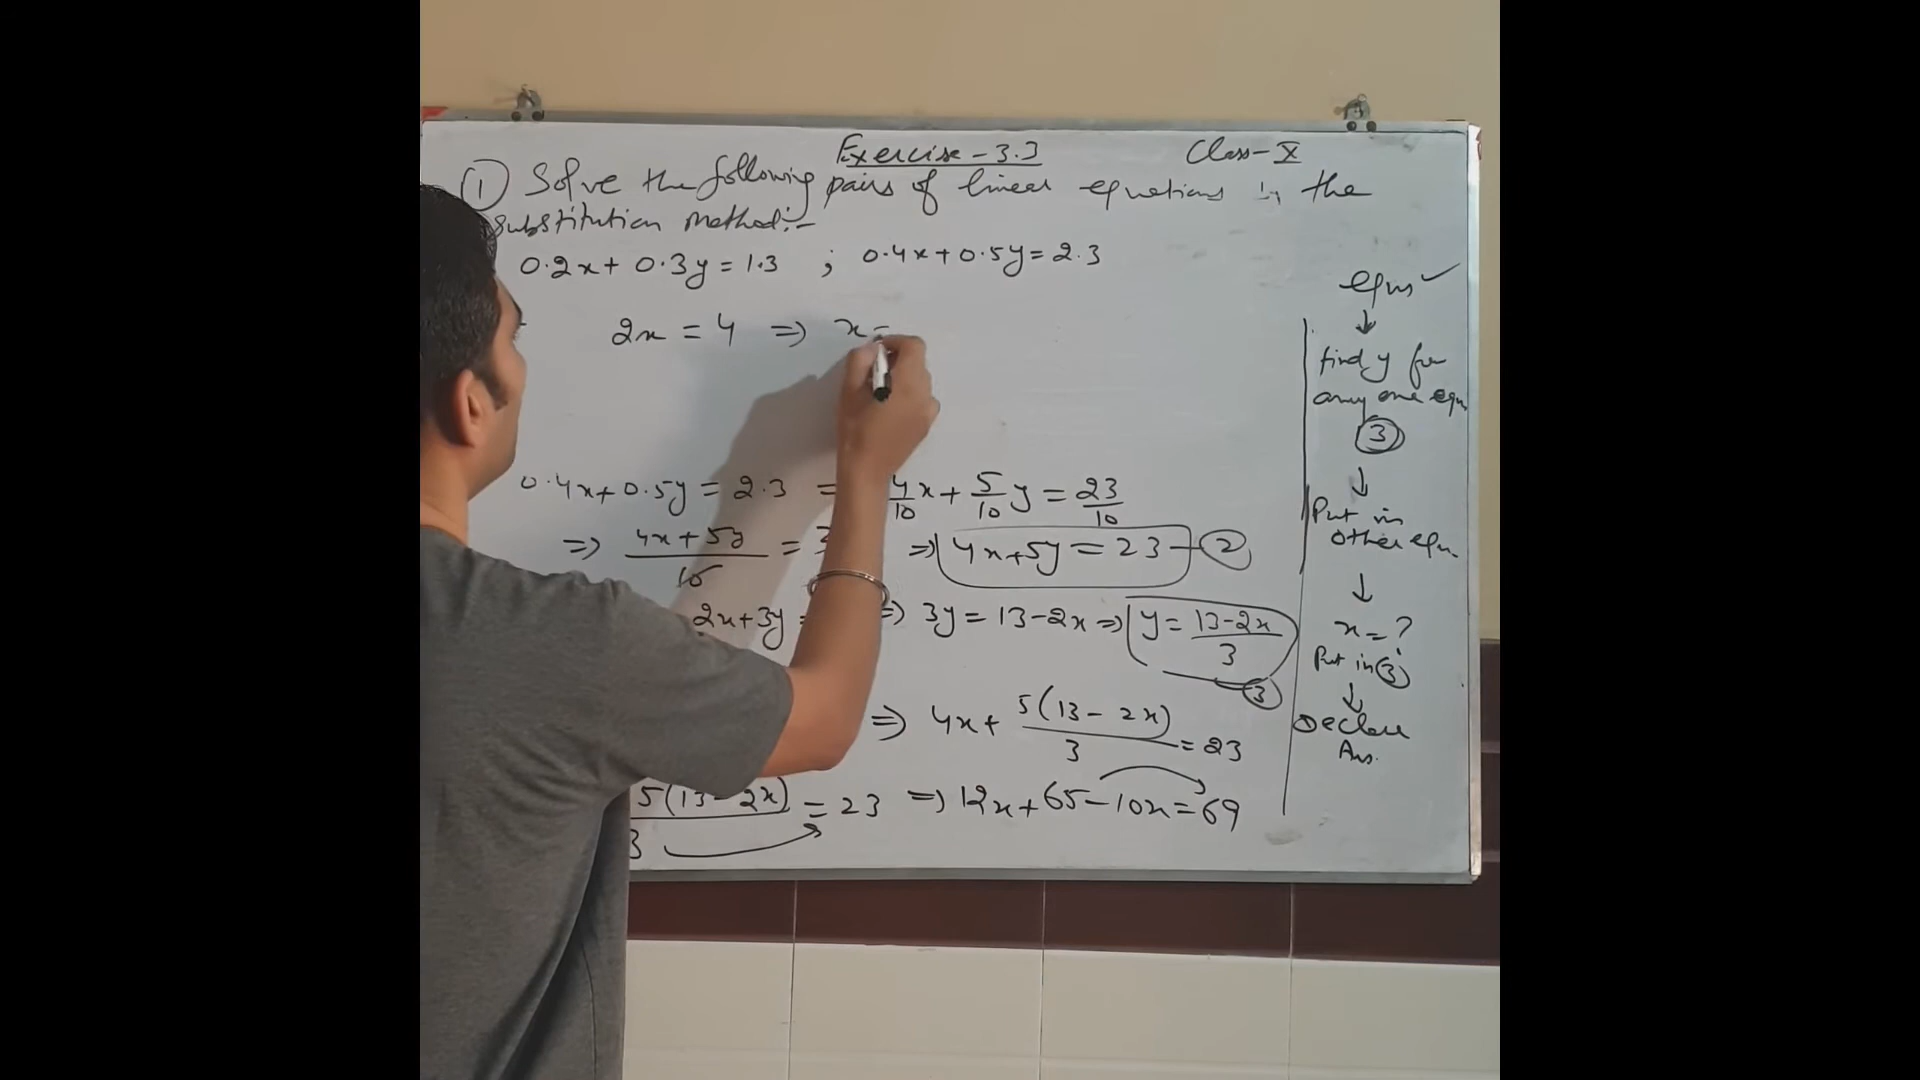 Exercise-3.3 Class-X
① Solve the following pairs of linear equations by the
substitution method:-
0.2x + 0.3y = 1.3 ; 0.4x + 0.5y = 2.3
2x = 4 ⇒ x =
0.4x + 0.5y = 2.3 = 4/10 x + 5/10 y = 23/10
⇒ (4x + 5y)/10 = ⇒ 4x + 5y = 23 - ②
2x + 3y = ⇒ 3y = 13 - 2x ⇒ y = (13 - 2x)/3
③
⇒ 4x + 5(13 - 2x)/3 = 23
5(13 - 2x)/3 = 23 ⇒ 12x + 65 - 10x = 69
eqns ✓
↓
find y for
any one eqn
③
↓
Put in
other eqn.
↓
x = ?
Put in ③
↓
Declare
Ans.